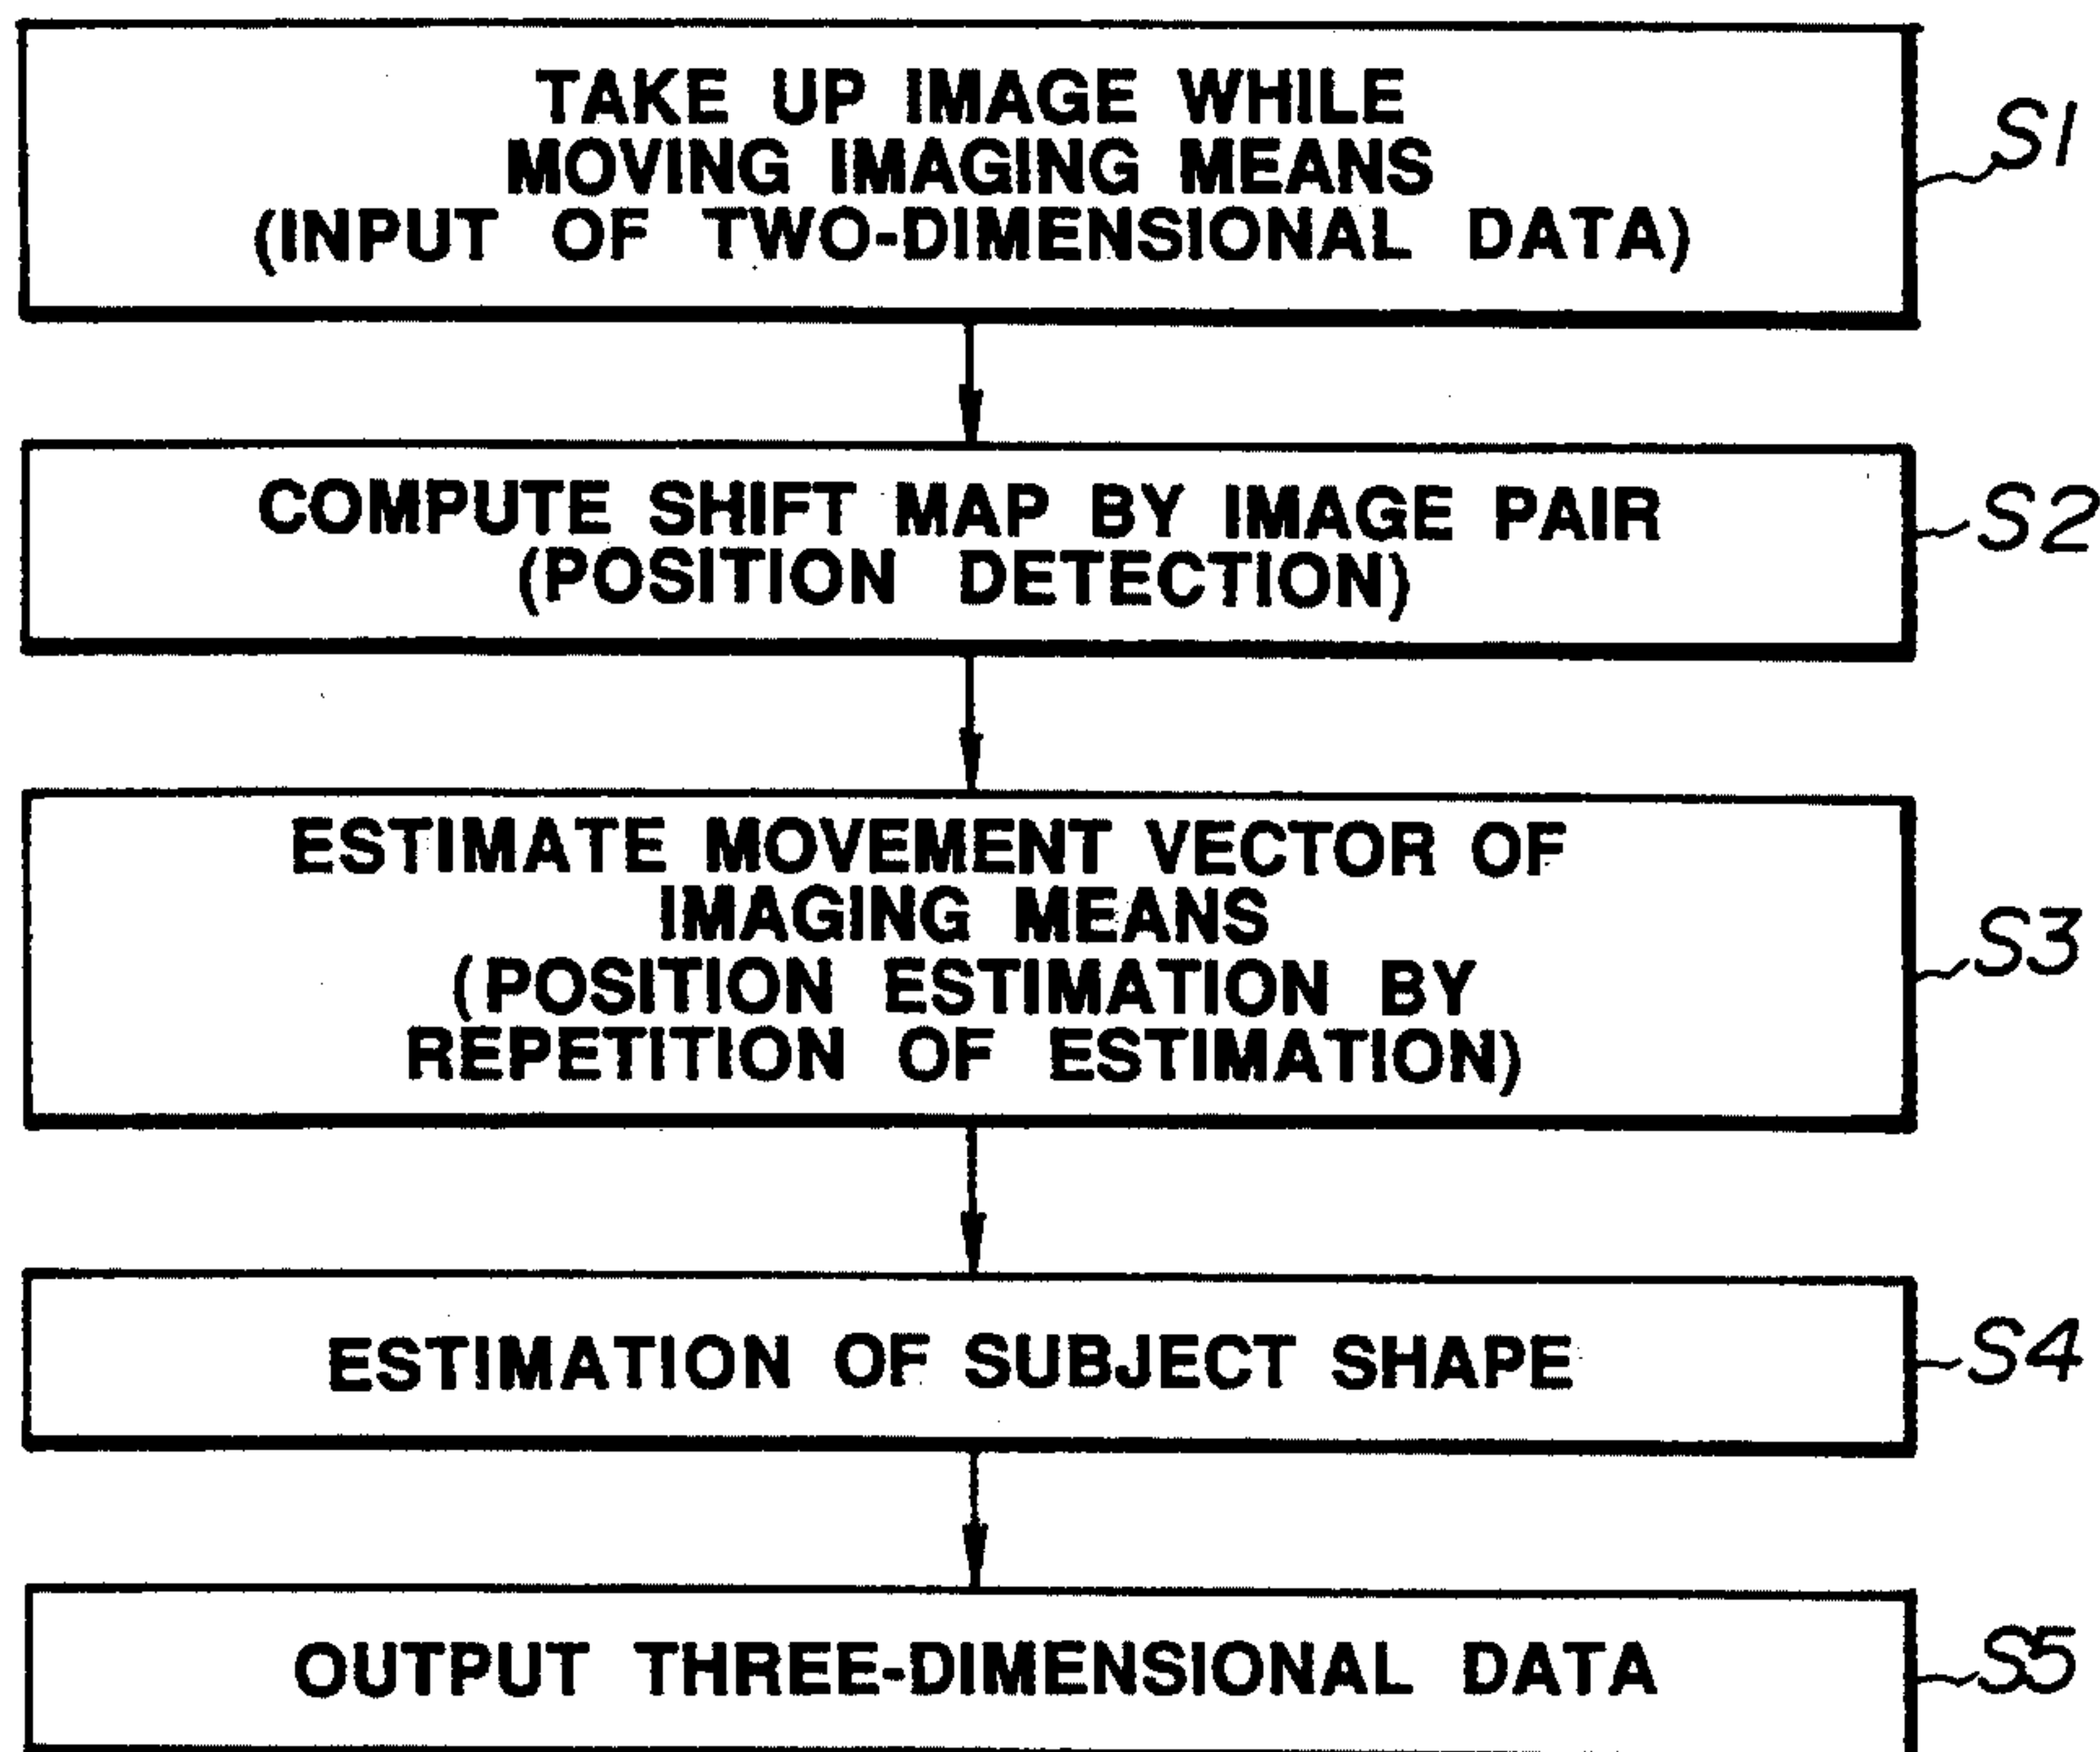 TAKE UP IMAGE WHILE
MOVING IMAGING MEANS
(INPUT OF TWO-DIMENSIONAL DATA)
S1
COMPUTE SHIFT MAP BY IMAGE PAIR
(POSITION DETECTION)
S2
ESTIMATE MOVEMENT VECTOR OF
IMAGING MEANS
(POSITION ESTIMATION BY
REPETITION OF ESTIMATION)
S3
ESTIMATION OF SUBJECT SHAPE
S4
OUTPUT THREE-DIMENSIONAL DATA
S5